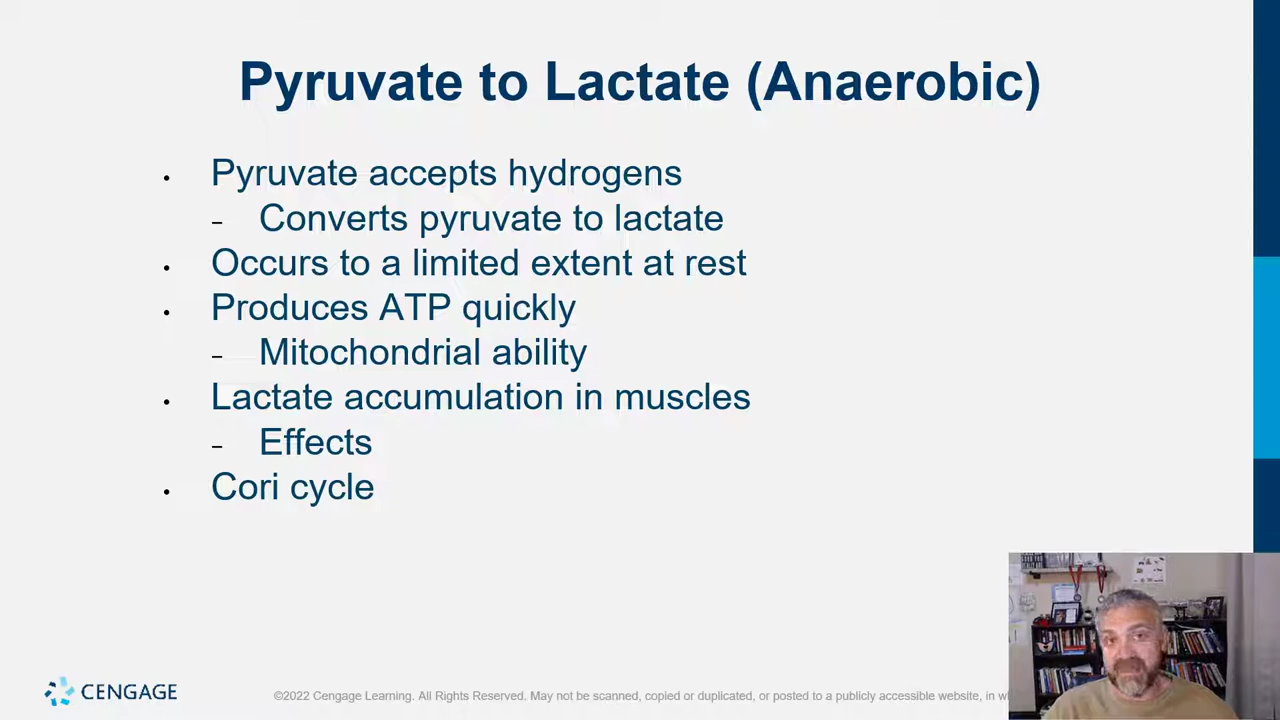 Pyruvate to Lactate (Anaerobic)
• Pyruvate accepts hydrogens
– Converts pyruvate to lactate
• Occurs to a limited extent at rest
• Produces ATP quickly
– Mitochondrial ability
• Lactate accumulation in muscles
– Effects
• Cori cycle
CENGAGE
©2022 Cengage Learning. All Rights Reserved. May not be scanned, copied or duplicated, or posted to a publicly accessible website, in